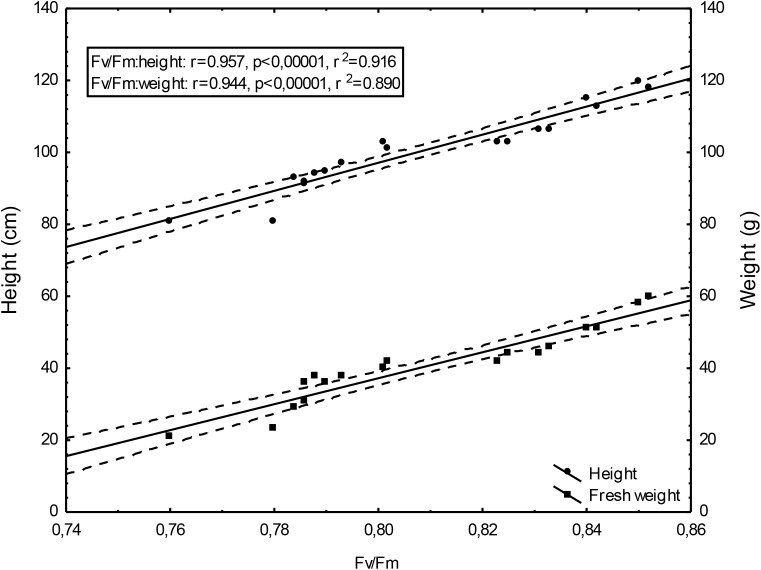 140 140
Fv/Fm:height: r=0.957, p<0,00001, r 2=0.916
Fv/Fm:weight: r=0.944, p<0,00001, r 2=0.890
120 120
100 100
80 80
Height (cm)
Weight (g)
60 60
40 40
20 20
Height
Fresh weight
0 0
0,74 0,76 0,78 0,80 0,82 0,84 0,86
Fv/Fm